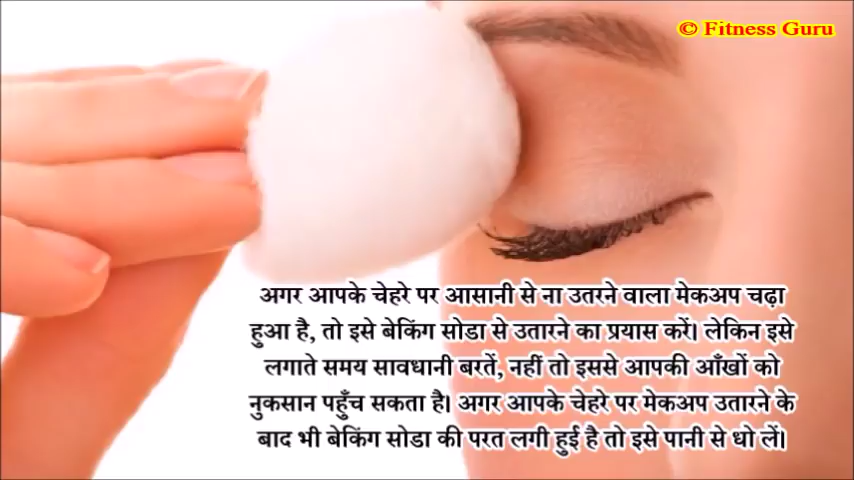 © Fitness Guru
अगर आपके चेहरे पर आसानी से ना उतरने वाला मेकअप चढ़ा
हुआ है, तो इसे बेकिंग सोडा से उतारने का प्रयास करें। लेकिन इसे
लगाते समय सावधानी बरतें, नहीं तो इससे आपकी आँखों को
नुकसान पहुँच सकता है। अगर आपके चेहरे पर मेकअप उतारने के
बाद भी बेकिंग सोडा की परत लगी हुई है तो इसे पानी से धो लें।